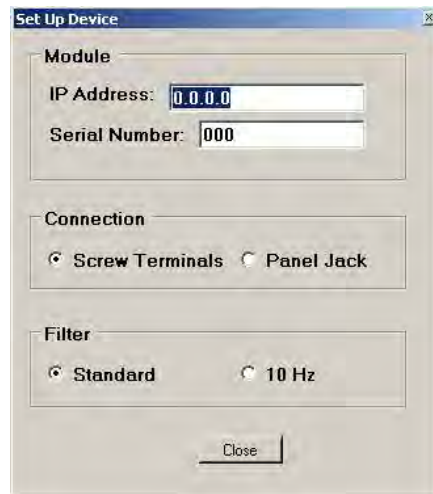 Set Up Device
Module
IP Address: 0.0.0.0
Serial Number: 000
Connection
Screw Terminals Panel Jack
Filter
Standard 10 Hz
Close